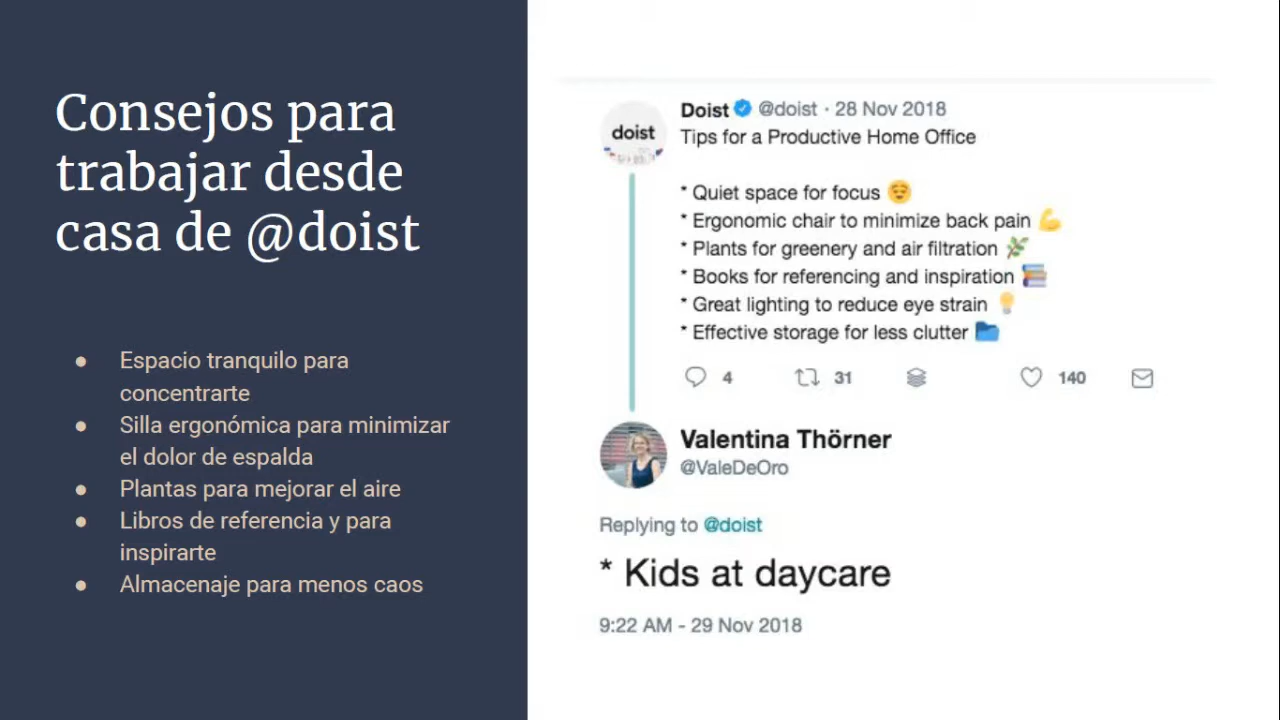 Consejos para
trabajar desde
casa de @doist
● Espacio tranquilo para
concentrarte
● Silla ergonómica para minimizar
el dolor de espalda
● Plantas para mejorar el aire
● Libros de referencia y para
inspirarte
● Almacenaje para menos caos
doist
Doist @doist · 28 Nov 2018
Tips for a Productive Home Office
* Quiet space for focus 😌
* Ergonomic chair to minimize back pain 💪
* Plants for greenery and air filtration 🌿
* Books for referencing and inspiration 📚
* Great lighting to reduce eye strain 💡
* Effective storage for less clutter 📁
4 31 140
Valentina Thörner
@ValeDeOro
Replying to @doist
* Kids at daycare
9:22 AM - 29 Nov 2018